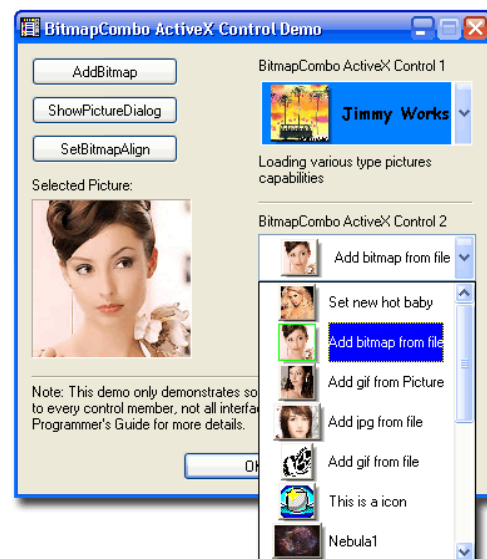 BitmapCombo ActiveX Control Demo
AddBitmap
ShowPictureDialog
SetBitmapAlign
Selected Picture:
BitmapCombo ActiveX Control 1
Jimmy Works
Loading various type pictures
capabilities
BitmapCombo ActiveX Control 2
Add bitmap from file
Set new hot baby
Add bitmap from file
Add gif from Picture
Add jpg from file
Add gif from file
This is a icon
Nebula1
Note: This demo only demonstrates so
to every control member, not all interfa
Programmer's Guide for more details.